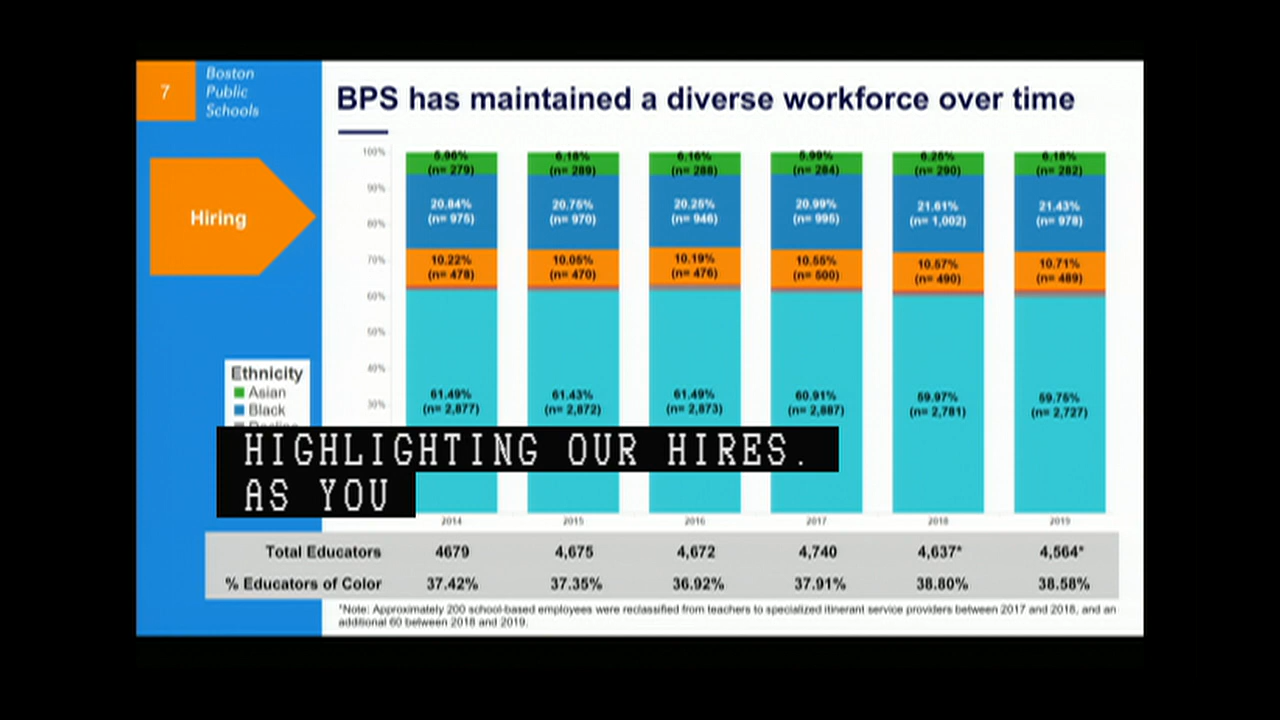 7
Boston
Public
Schools
BPS has maintained a diverse workforce over time
Hiring
100%
90%
80%
70%
60%
50%
40%
30%
5.96%
(n= 279)
6.18%
(n= 289)
6.16%
(n= 288)
5.99%
(n= 284)
6.25%
(n= 290)
6.18%
(n= 282)
20.84%
(n= 975)
20.75%
(n= 970)
20.25%
(n= 946)
20.99%
(n= 995)
21.61%
(n= 1,002)
21.43%
(n= 978)
10.22%
(n= 478)
10.05%
(n= 470)
10.19%
(n= 476)
10.55%
(n= 500)
10.57%
(n= 490)
10.71%
(n= 489)
61.49%
(n= 2,877)
61.43%
(n= 2,872)
61.49%
(n= 2,873)
60.91%
(n= 2,887)
59.97%
(n= 2,781)
59.75%
(n= 2,727)
Ethnicity
Asian
Black
HIGHLIGHTING OUR HIRES.
AS YOU
2014 2015 2016 2017 2018 2019
Total Educators 4679 4,675 4,672 4,740 4,637* 4,564*
% Educators of Color 37.42% 37.35% 36.92% 37.91% 38.80% 38.58%
*Note: Approximately 200 school-based employees were reclassified from teachers to specialized itinerant service providers between 2017 and 2018, and an
additional 60 between 2018 and 2019.